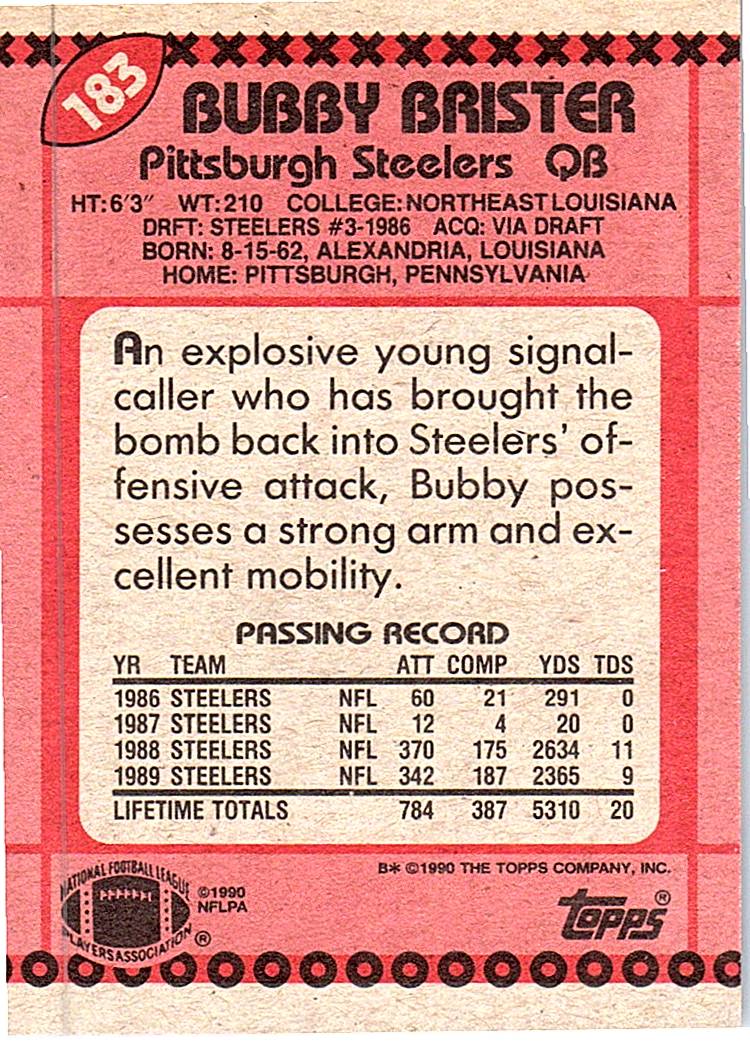 183
BUBBY BRISTER
Pittsburgh Steelers QB
HT:6'3" WT:210 COLLEGE:NORTHEAST LOUISIANA
DRFT: STEELERS #3-1986 ACQ: VIA DRAFT
BORN: 8-15-62, ALEXANDRIA, LOUISIANA
HOME: PITTSBURGH, PENNSYLVANIA
An explosive young signal-
caller who has brought the
bomb back into Steelers' of-
fensive attack, Bubby pos-
sesses a strong arm and ex-
cellent mobility.
PASSING RECORD
YR TEAM ATT COMP YDS TDS
1986 STEELERS NFL 60 21 291 0
1987 STEELERS NFL 12 4 20 0
1988 STEELERS NFL 370 175 2634 11
1989 STEELERS NFL 342 187 2365 9
LIFETIME TOTALS 784 387 5310 20
B* ©1990 THE TOPPS COMPANY, INC.
NATIONAL FOOTBALL LEAGUE
PLAYERS ASSOCIATION ®
©1990
NFLPA
topps ®